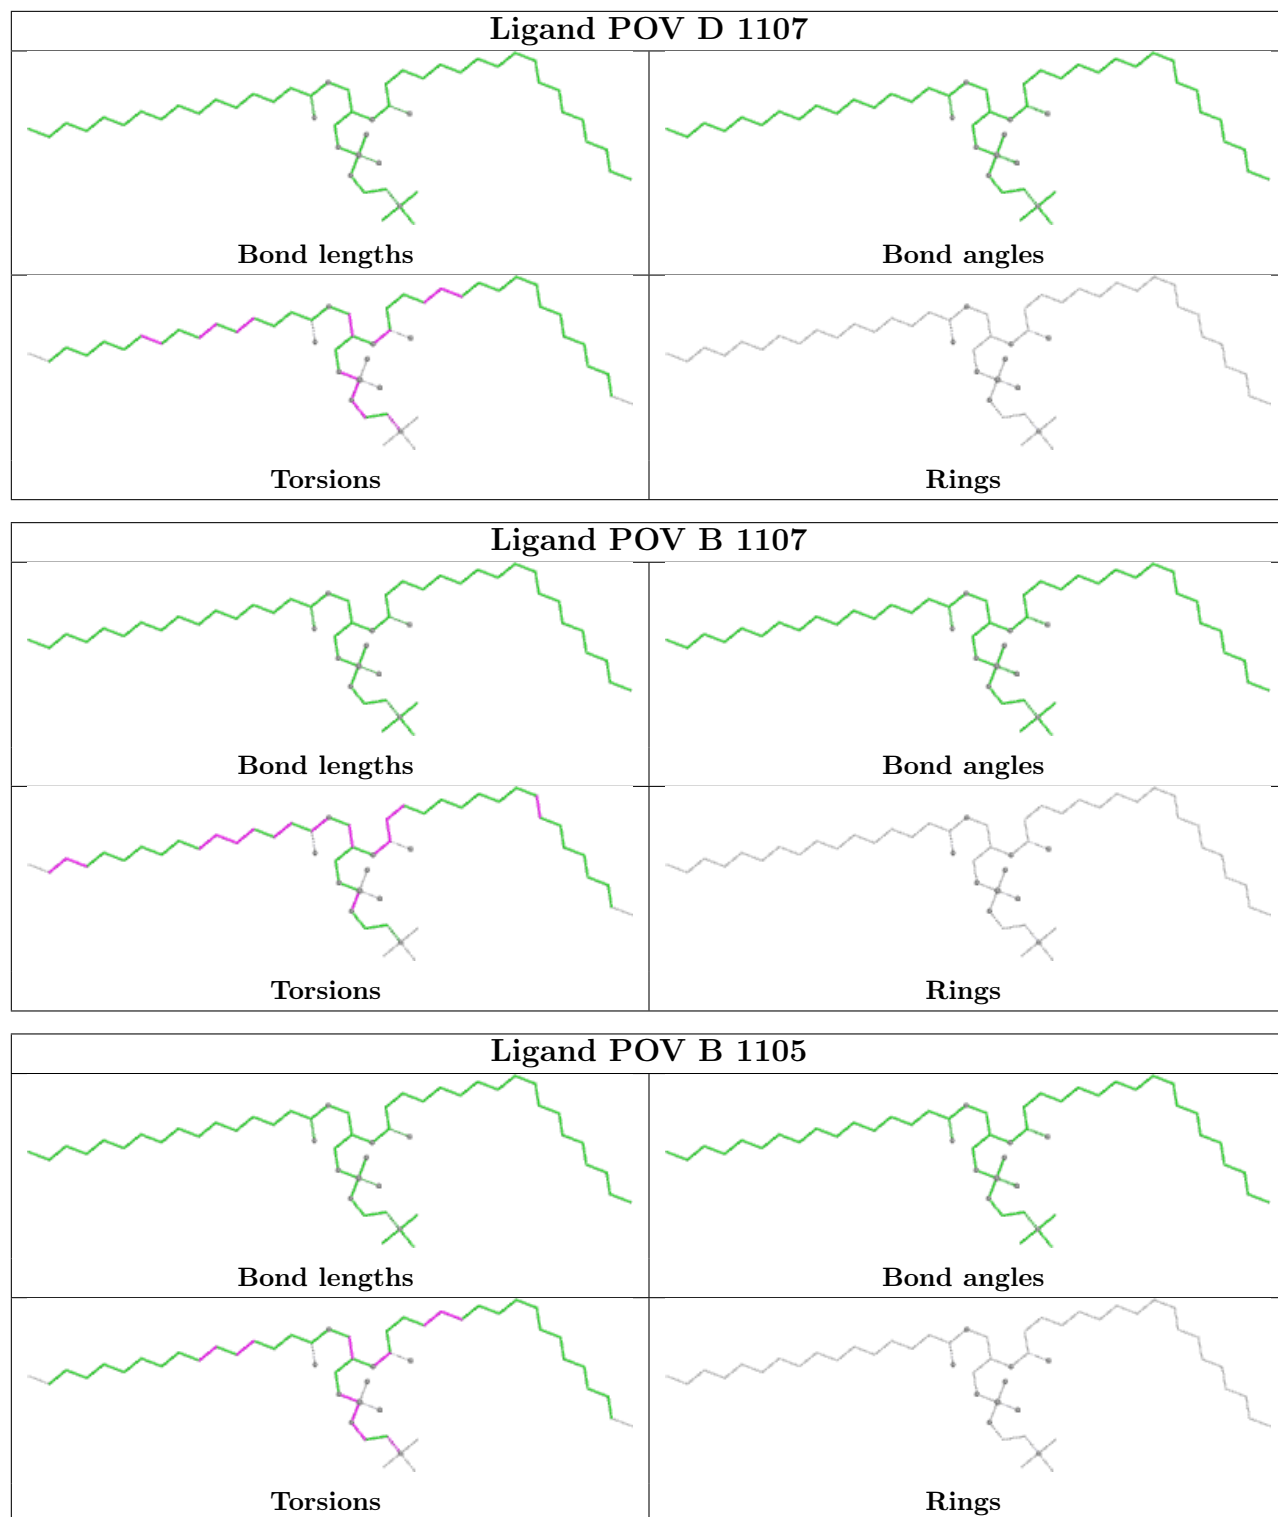 Ligand POV D 1107
Bond lengths
Bond angles
Torsions
Rings
Ligand POV B 1107
Bond lengths
Bond angles
Torsions
Rings
Ligand POV B 1105
Bond lengths
Bond angles
Torsions
Rings